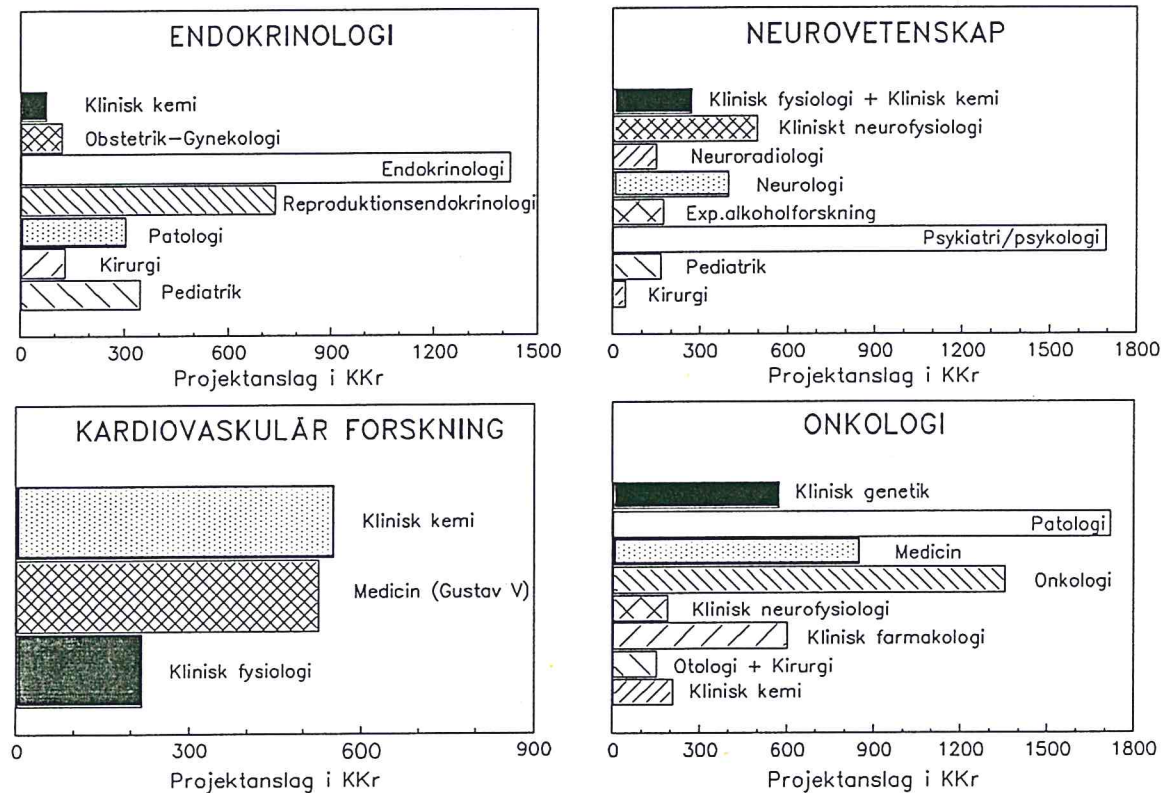 ENDOKRINOLOGI
Klinisk kemi
Obstetrik-Gynekologi
Endokrinologi
Reproduktionsendokrinologi
Patologi
Kirurgi
Pediatrik
0 300 600 900 1200 1500
Projektanslag i KKr
NEUROVETENSKAP
Klinisk fysiologi + Klinisk kemi
Kliniskt neurofysiologi
Neuroradiologi
Neurologi
Exp.alkoholforskning
Psykiatri/psykologi
Pediatrik
Kirurgi
0 300 600 900 1200 1500 1800
Projektanslag i KKr
KARDIOVASKULÄR FORSKNING
Klinisk kemi
Medicin (Gustav V)
Klinisk fysiologi
0 300 600 900
Projektanslag i KKr
ONKOLOGI
Klinisk genetik
Patologi
Medicin
Onkologi
Klinisk neurofysiologi
Klinisk farmakologi
Otologi + Kirurgi
Klinisk kemi
0 300 600 900 1200 1500 1800
Projektanslag i KKr